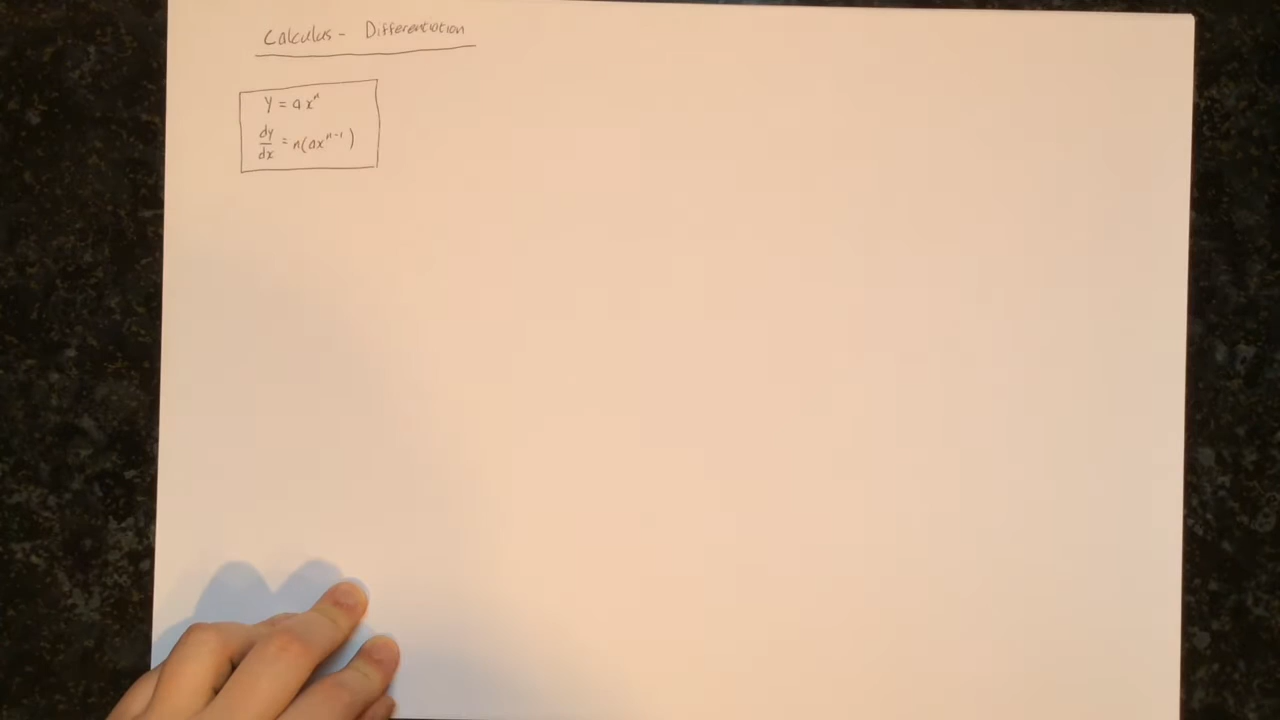 Calculus - Differentiation
y = ax^n
dy/dx = n(ax^{n-1})